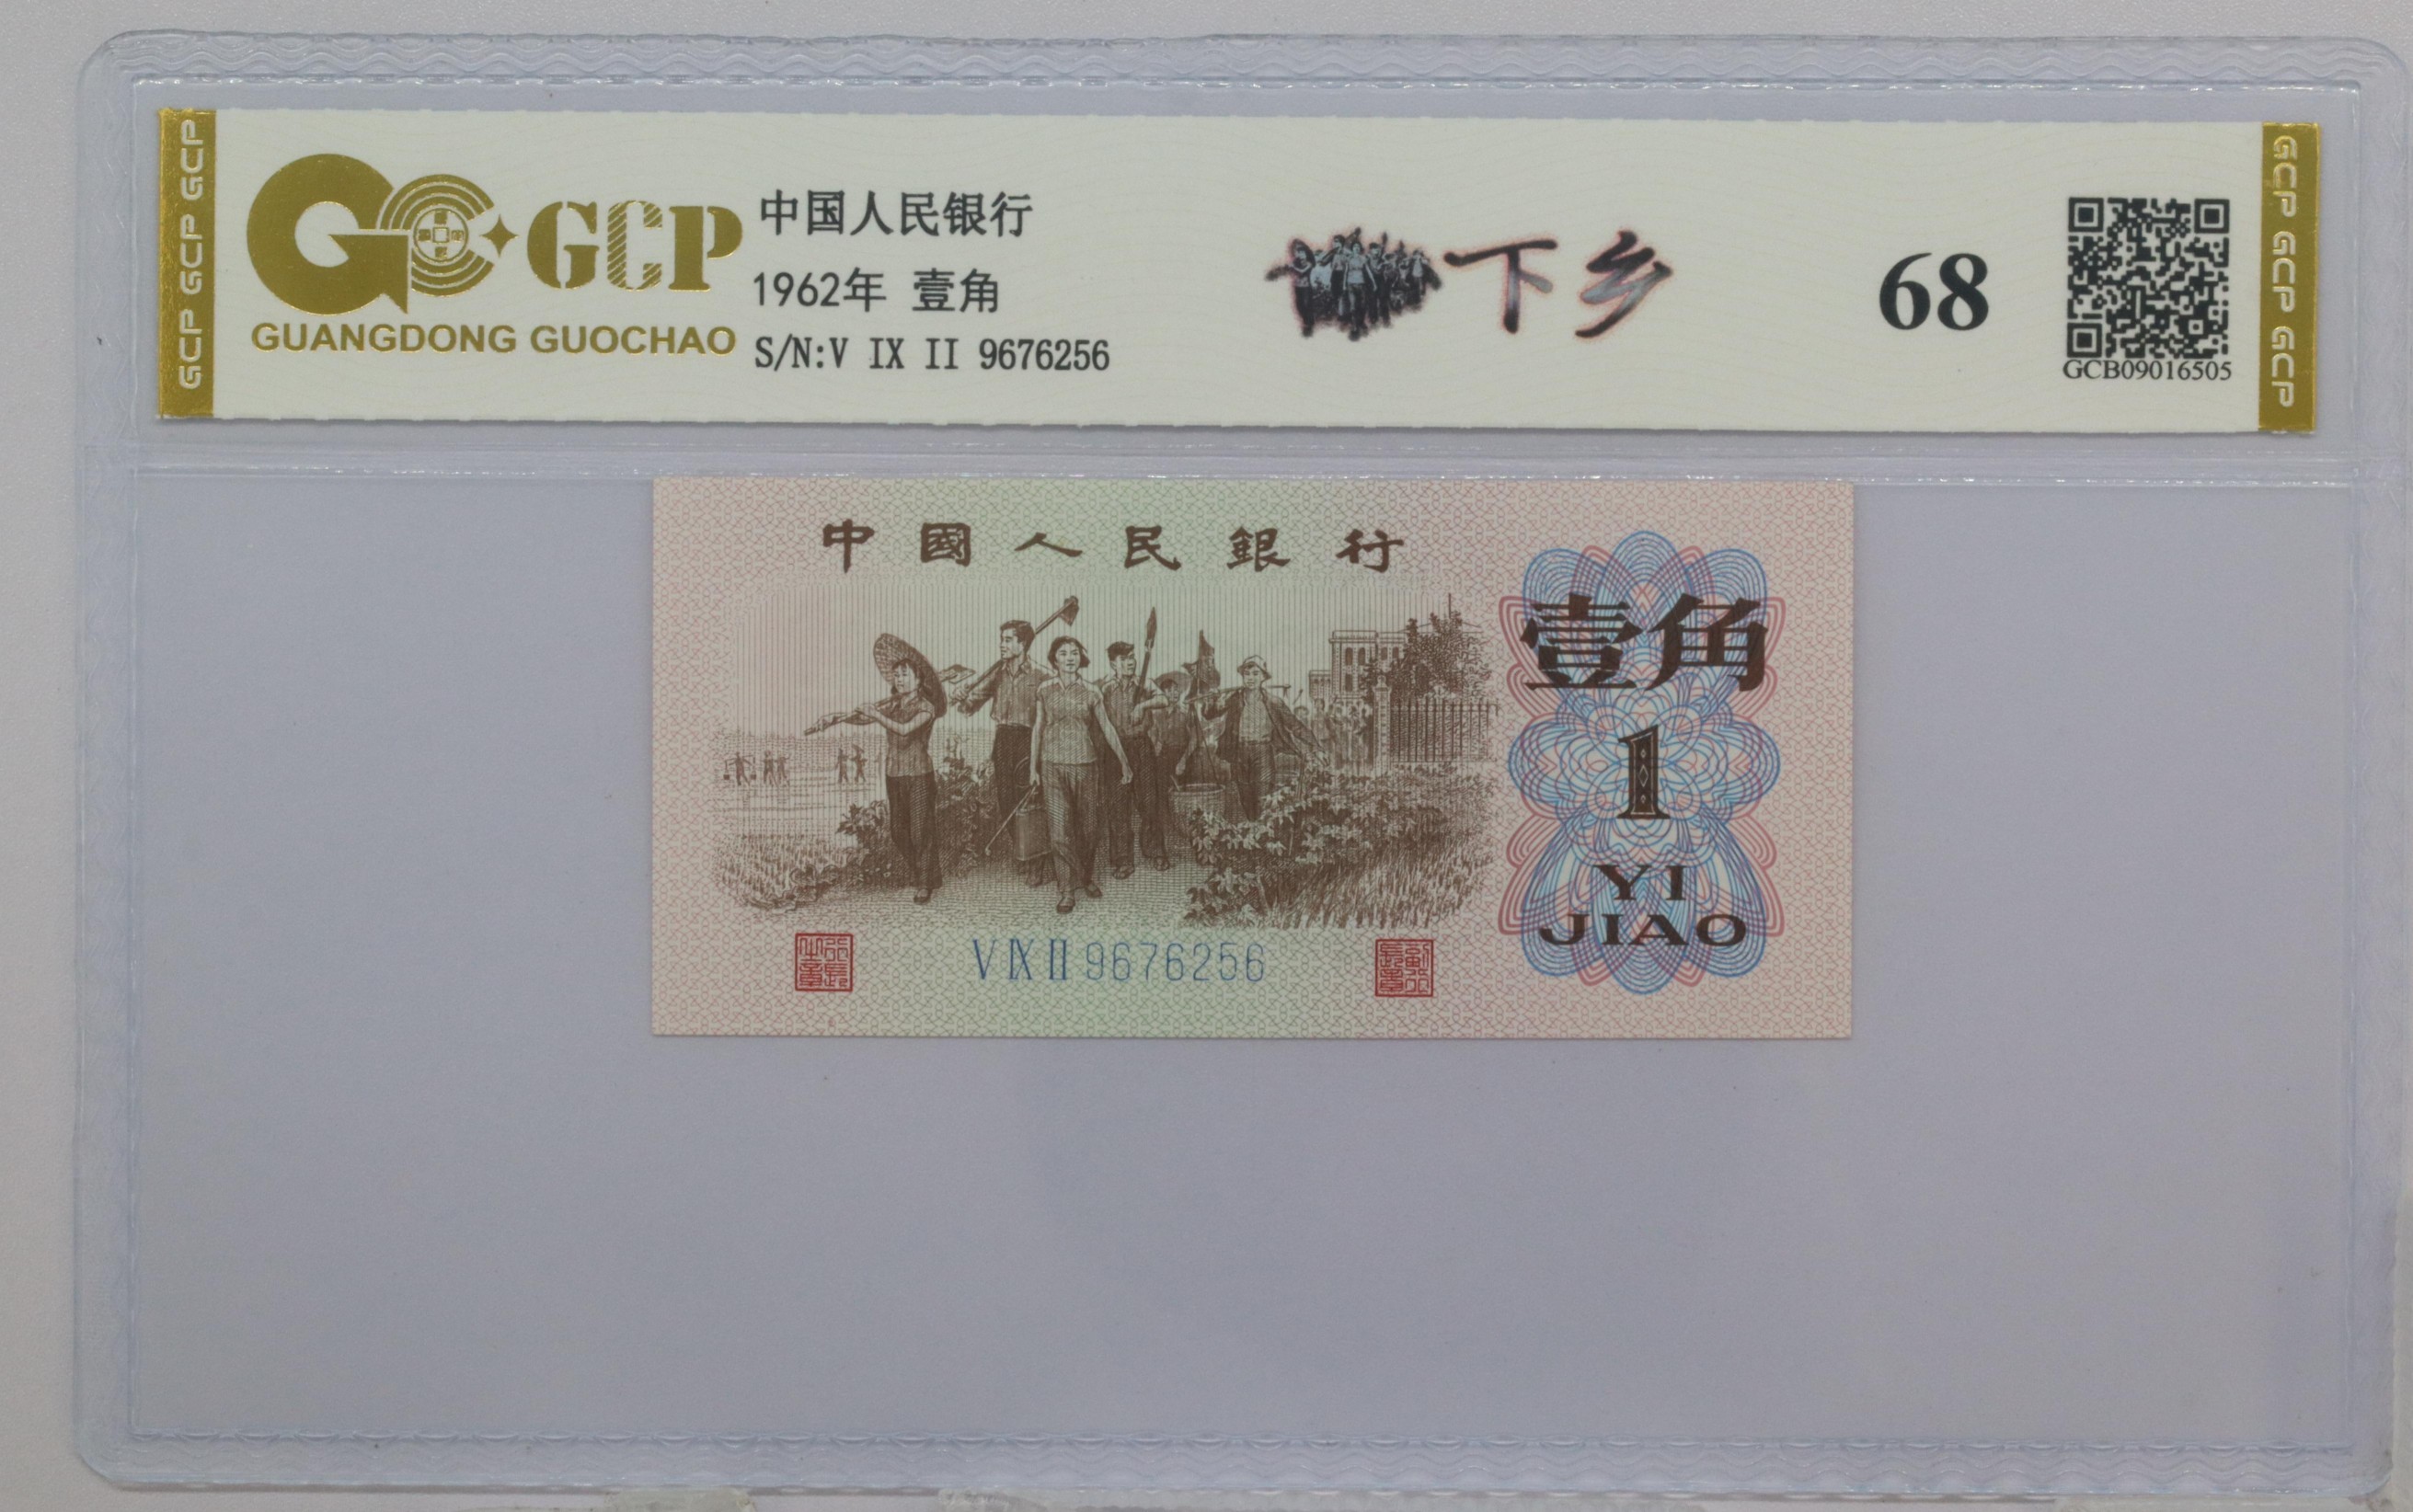 GCP GCP GCP
GCP
GUANGDONG GUOCHAO
中国人民银行
1962年 壹角
S/N:V IX II 9676256
下乡
68
GCB09016505
GCP GCP GCP
中國人民銀行
壹角
1
YI
JIAO
V IX II 9676256